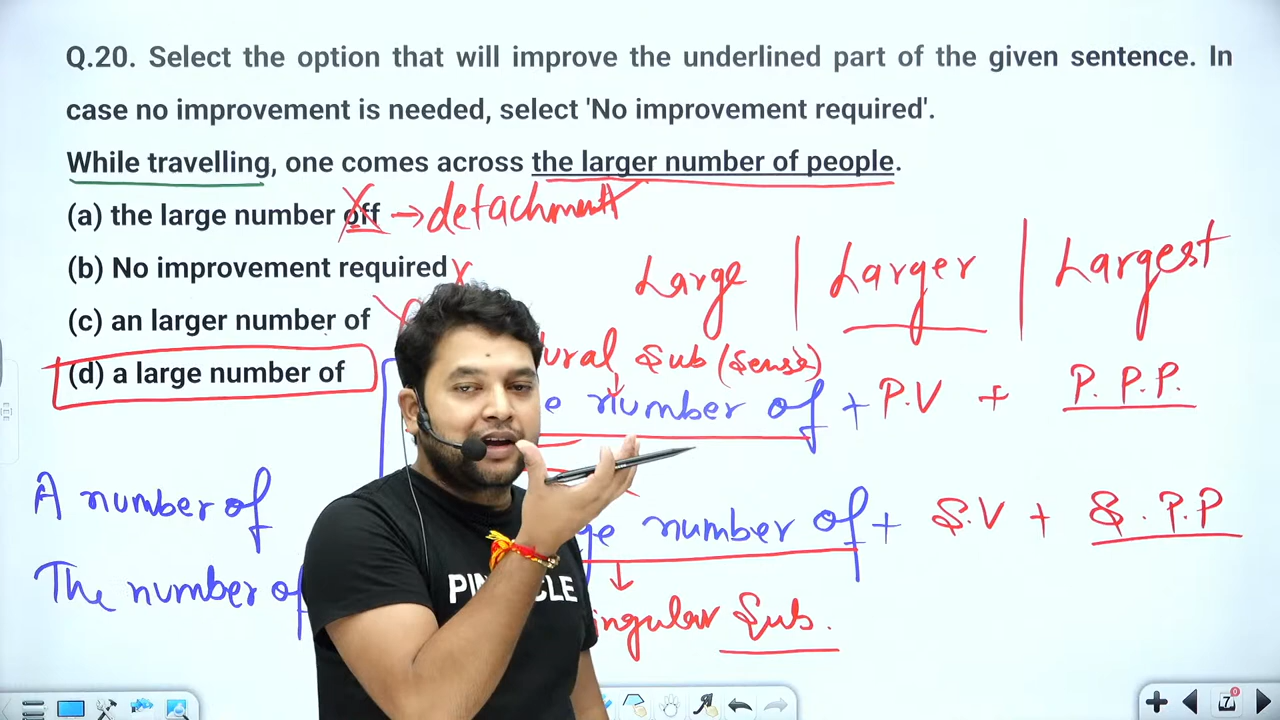 Q.20. Select the option that will improve the underlined part of the given sentence. In
case no improvement is needed, select 'No improvement required'.
While travelling, one comes across the larger number of people.
(a) the large number off → detachment
(b) No improvement required x
(c) an larger number of
(d) a large number of
Large | Larger | Largest
ural Sub (Sense)
e number of + P.V + P.P.P.
A number of
ge number of + S.V + S.P.P
The number of
ingular Sub.
PIN CLE
7